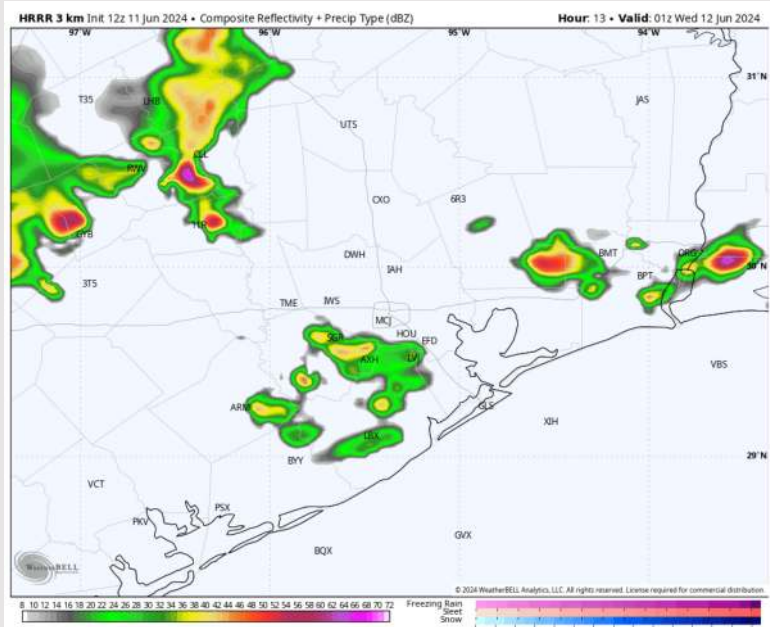 HRRR 3 km Init 12z 11 Jun 2024 • Composite Reflectivity + Precip Type (dBZ) Hour: 13 • Valid: 01z Wed 12 Jun 2024
97°W 96°W 95°W 94°W
31°N
T35 LHB JAS
UTS
CLL
RWV
CXO 6R3
11R
GYB
DWH BMT ORG
IAH 30°N
BPT
3T5
TME IWS
MCJ
SGR HOU EFD
AXH LVJ
VBS
ARM GLS
XIH
LBX
BYY 29°N
VCT
PSX
PKV
GVX
BQX
WeatherBELL
© 2024 WeatherBELL Analytics, LLC. All rights reserved. License required for commercial distribution.
8 10 12 14 16 18 20 22 24 26 28 30 32 34 36 38 40 42 44 46 48 50 52 54 56 58 60 62 64 66 68 70 72
Freezing Rain
Sleet
Snow